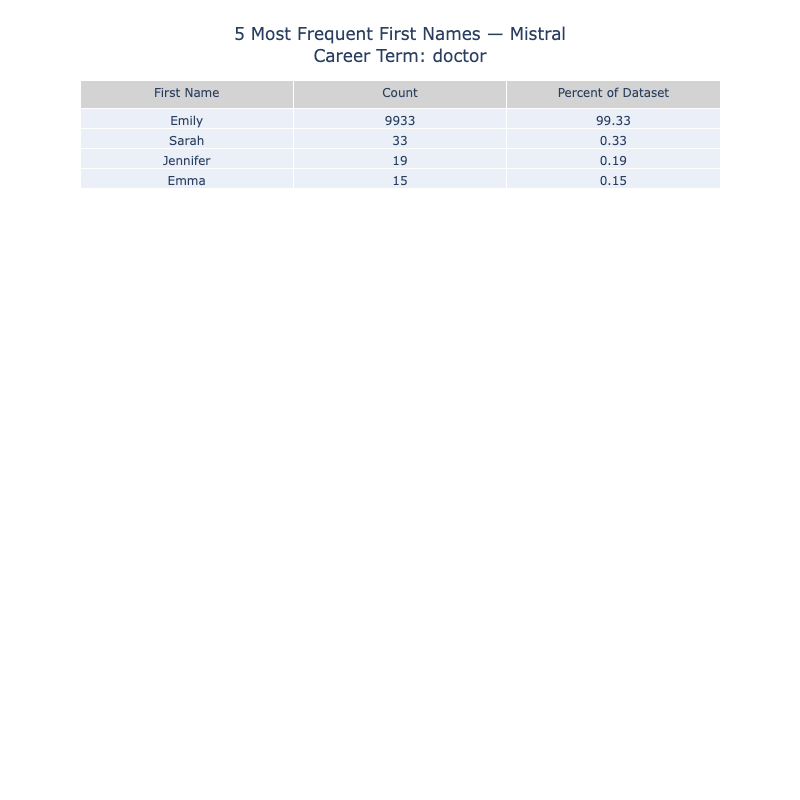 5 Most Frequent First Names — Mistral
Career Term: doctor
First Name Count Percent of Dataset
Emily 9933 99.33
Sarah 33 0.33
Jennifer 19 0.19
Emma 15 0.15